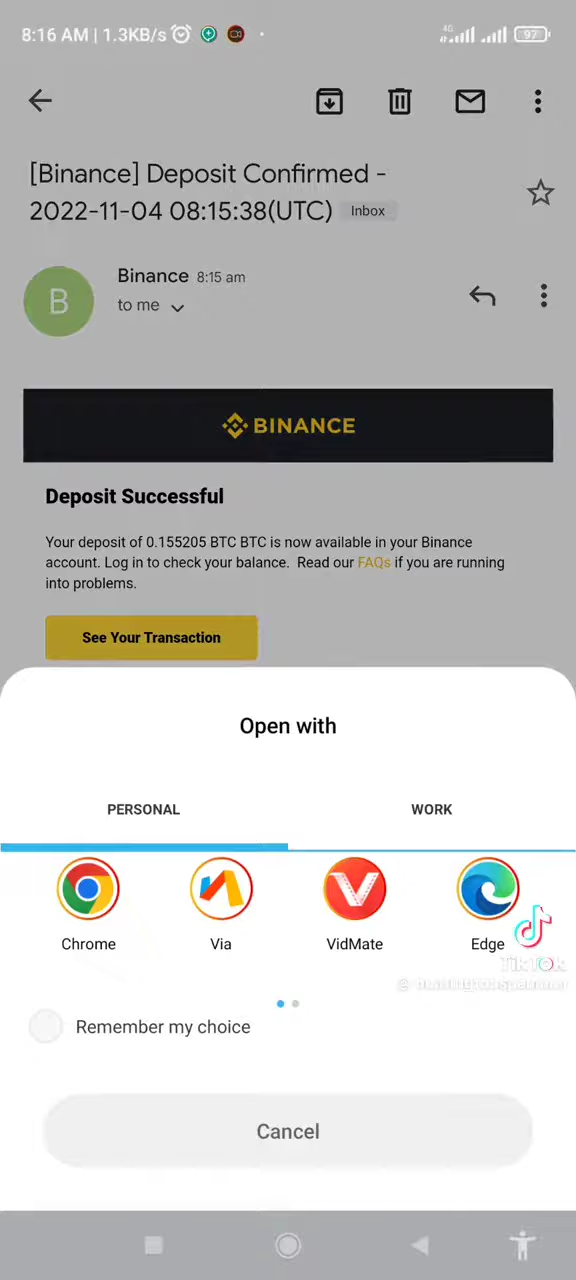 8:16 AM | 1.3KB/s
4G
97
[Binance] Deposit Confirmed -
2022-11-04 08:15:38(UTC) Inbox
B
Binance 8:15 am
to me
BINANCE
Deposit Successful
Your deposit of 0.155205 BTC BTC is now available in your Binance
account. Log in to check your balance. Read our FAQs if you are running
into problems.
See Your Transaction
Open with
PERSONAL
WORK
Chrome
Via
VidMate
Edge
TikTok
Remember my choice
Cancel